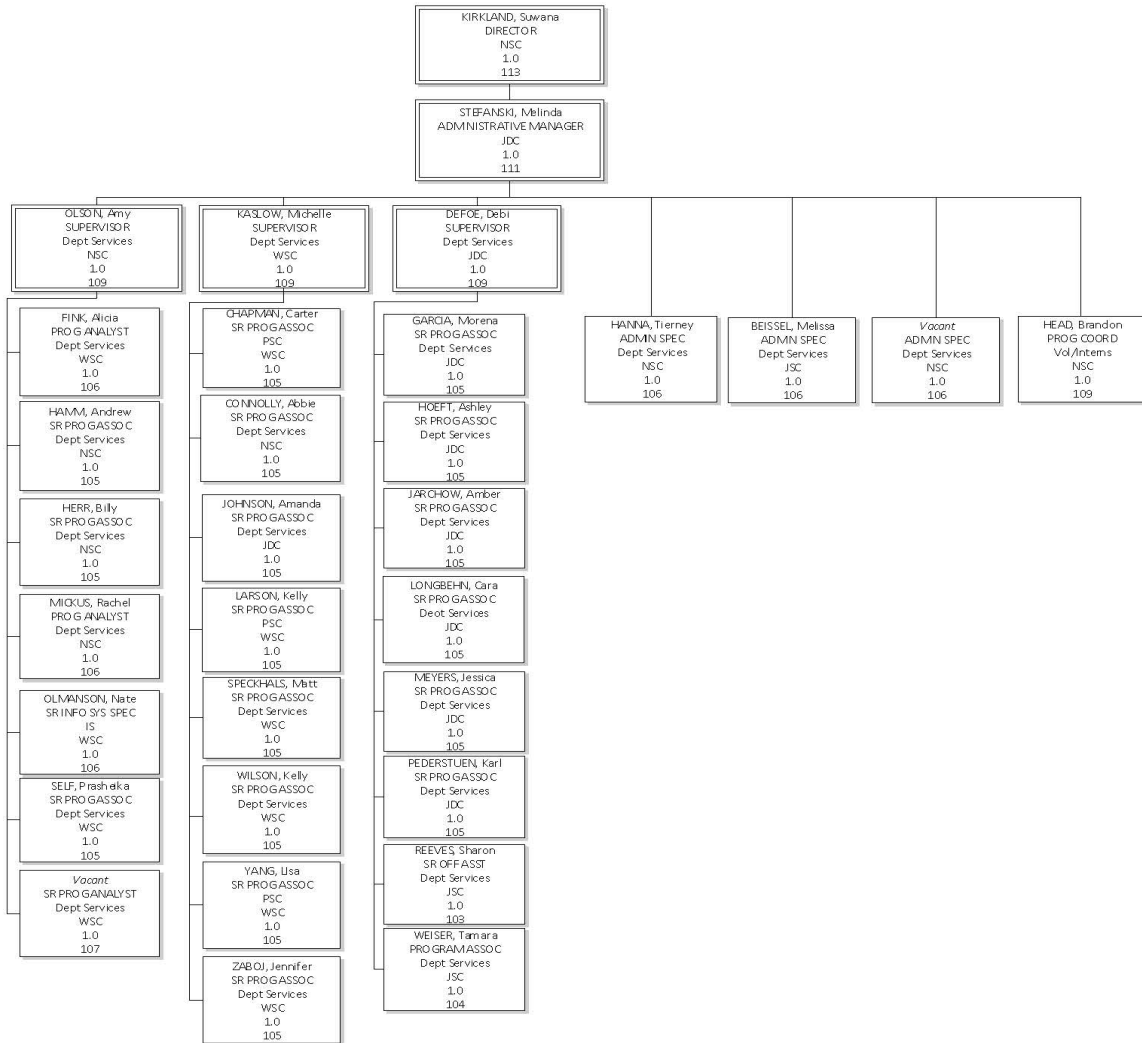 KIRKLAND, Suwana
DIRECTOR
NSC
1.0
113
STEFANSKI, Melinda
ADMINISTRATIVE MANAGER
JDC
1.0
111
OLSON, Amy
SUPERVISOR
Dept Services
NSC
1.0
109
FINK, Alicia
PROG ANALYST
Dept Services
WSC
1.0
106
HAMM, Andrew
SR PROG ASSOC
Dept Services
NSC
1.0
105
HERR, Billy
SR PROG ASSOC
Dept Services
NSC
1.0
105
MICKUS, Rachel
PROG ANALYST
Dept Services
NSC
1.0
106
OLMANSON, Nate
SR INFO SYS SPEC
IS
WSC
1.0
106
SELF, Prasheika
SR PROG ASSOC
Dept Services
WSC
1.0
105
Vacant
SR PROG ANALYST
Dept Services
WSC
1.0
107
KASLOW, Michelle
SUPERVISOR
Dept Services
WSC
1.0
109
CHAPMAN, Carter
SR PROG ASSOC
PSC
WSC
1.0
105
CONNOLLY, Abbie
SR PROG ASSOC
Dept Services
NSC
1.0
105
JOHNSON, Amanda
SR PROG ASSOC
Dept Services
JDC
1.0
105
LARSON, Kelly
SR PROG ASSOC
PSC
WSC
1.0
105
SPECKHALS, Matt
SR PROG ASSOC
Dept Services
WSC
1.0
105
WILSON, Kelly
SR PROG ASSOC
Dept Services
WSC
1.0
105
YANG, LIsa
SR PROG ASSOC
PSC
WSC
1.0
105
ZABOJ, Jennifer
SR PROG ASSOC
Dept Services
WSC
1.0
105
DEFOE, Debi
SUPERVISOR
Dept Services
JDC
1.0
109
GARCIA, Morena
SR PROG ASSOC
Dept Services
JDC
1.0
105
HOEFT, Ashley
SR PROG ASSOC
Dept Services
JDC
1.0
105
JARCHOW, Amber
SR PROG ASSOC
Dept Services
JDC
1.0
105
LONGBEHN, Cara
SR PROG ASSOC
Deot Services
JDC
1.0
105
MEYERS, Jessica
SR PROG ASSOC
Dept Services
JDC
1.0
105
PEDERSTUEN, Karl
SR PROG ASSOC
Dept Services
JDC
1.0
105
REEVES, Sharon
SR OFF ASST
Dept Services
JSC
1.0
103
WEISER, Tamara
PROGRAM ASSOC
Dept Services
JSC
1.0
104
HANNA, Tierney
ADMIN SPEC
Dept Services
NSC
1.0
106
BEISSEL, Melissa
ADMN SPEC
Dept Services
JSC
1.0
106
Vacant
ADMN SPEC
Dept Services
NSC
1.0
106
HEAD, Brandon
PROG COORD
Vol/Interns
NSC
1.0
109